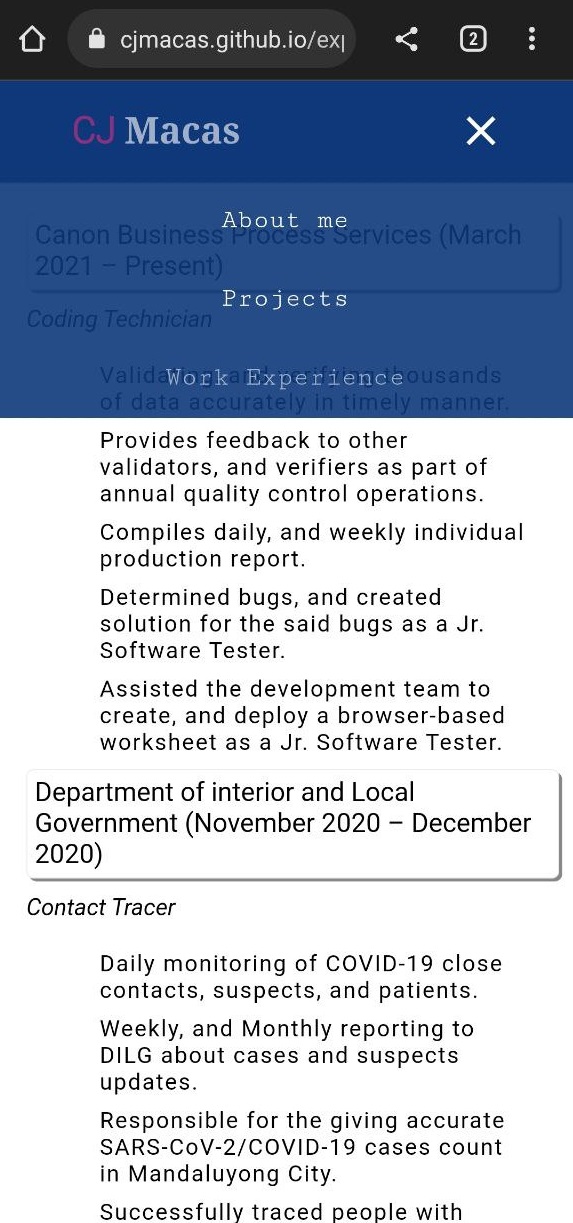 cjmacas.github.io/exp
2
CJ Macas
About me
Canon Business Process Services (March
2021 – Present)
Projects
Coding Technician
Validating, and verifying thousands
Work Experience
of data accurately in timely manner.
Provides feedback to other
validators, and verifiers as part of
annual quality control operations.
Compiles daily, and weekly individual
production report.
Determined bugs, and created
solution for the said bugs as a Jr.
Software Tester.
Assisted the development team to
create, and deploy a browser-based
worksheet as a Jr. Software Tester.
Department of interior and Local
Government (November 2020 – December
2020)
Contact Tracer
Daily monitoring of COVID-19 close
contacts, suspects, and patients.
Weekly, and Monthly reporting to
DILG about cases and suspects
updates.
Responsible for the giving accurate
SARS-CoV-2/COVID-19 cases count
in Mandaluyong City.
Successfully traced people with